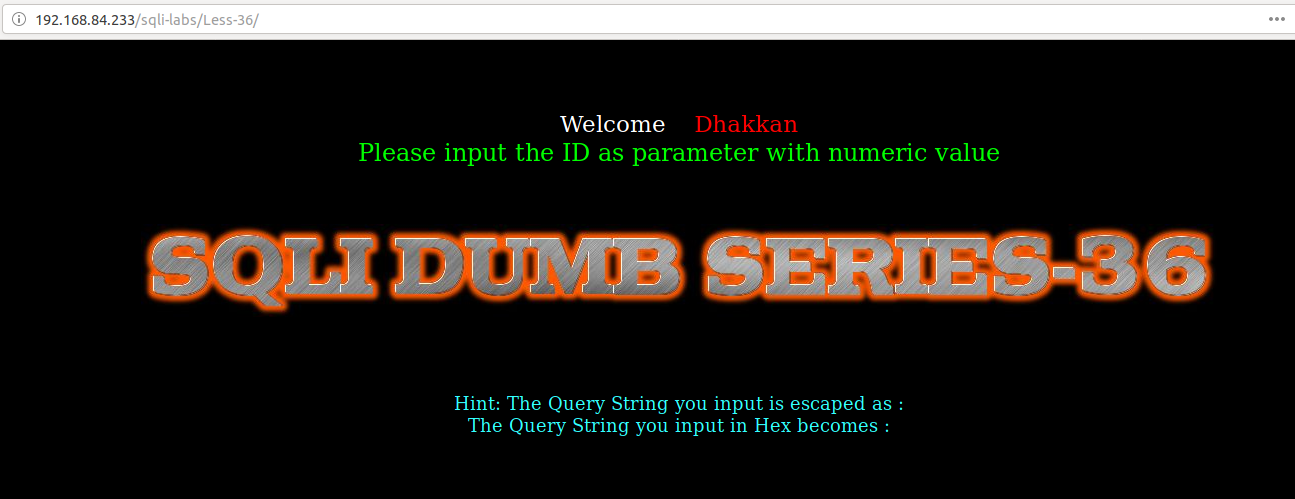 192.168.84.233/sqli-labs/Less-36/
Welcome Dhakkan
Please input the ID as parameter with numeric value
SQLI DUMB SERIES-36
Hint: The Query String you input is escaped as :
The Query String you input in Hex becomes :